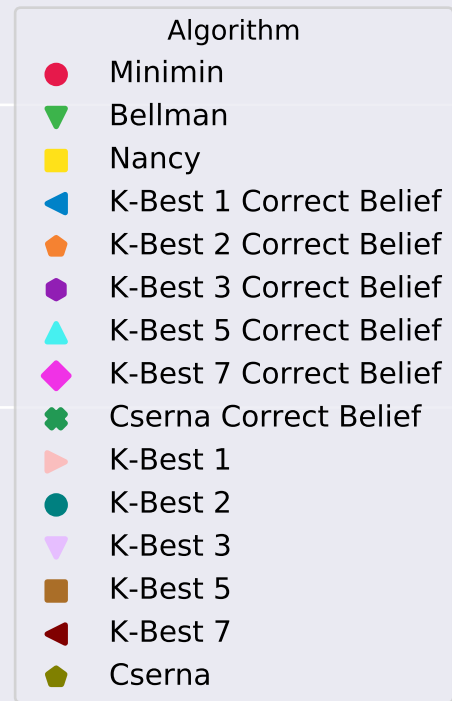 Algorithm
Minimin
Bellman
Nancy
K-Best 1 Correct Belief
K-Best 2 Correct Belief
K-Best 3 Correct Belief
K-Best 5 Correct Belief
K-Best 7 Correct Belief
Cserna Correct Belief
K-Best 1
K-Best 2
K-Best 3
K-Best 5
K-Best 7
Cserna